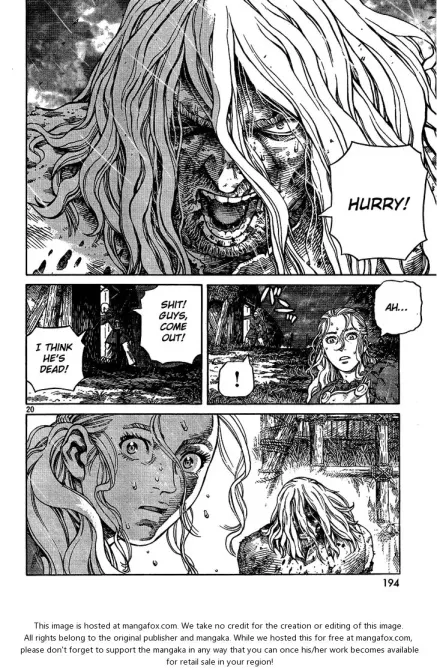 HURRY!
SHIT!
GUYS,
COME
OUT!
I THINK
HE'S
DEAD!
AH...
!
20
194
This image is hosted at mangafox.com. We take no credit for the creation or editing of this image.
All rights belong to the original publisher and mangaka. While we hosted this for free at mangafox.com,
please don't forget to support the mangaka in any way that you can once his/her work becomes available
for retail sale in your region!